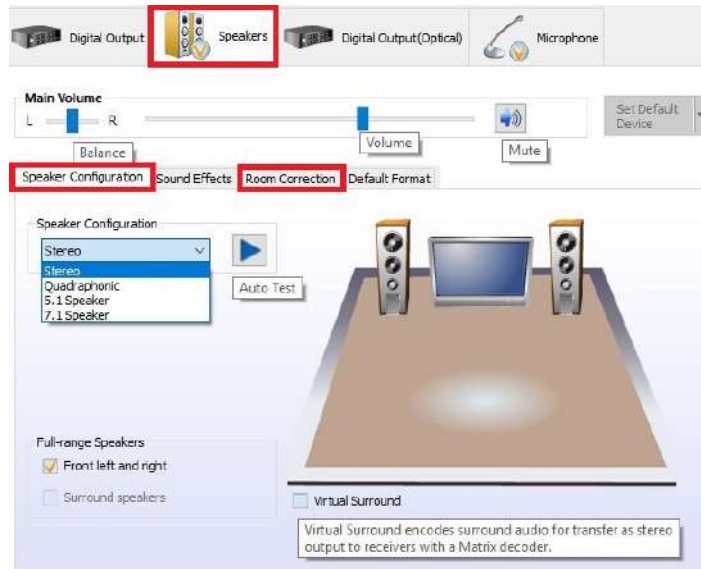 Digital Output
Speakers
Digital Output(Optical)
Microphone
Main Volume
L
R
Set Default
Device
Balance
Volume
Mute
Speaker Configuration
Sound Effects
Room Correction
Default Format
Speaker Configuration
Stereo
Stereo
Quadraphonic
5.1 Speaker
7.1 Speaker
Auto Test
Full-range Speakers
Front left and right
Surround speakers
Virtual Surround
Virtual Surround encodes surround audio for transfer as stereo
output to receivers with a Matrix decoder.